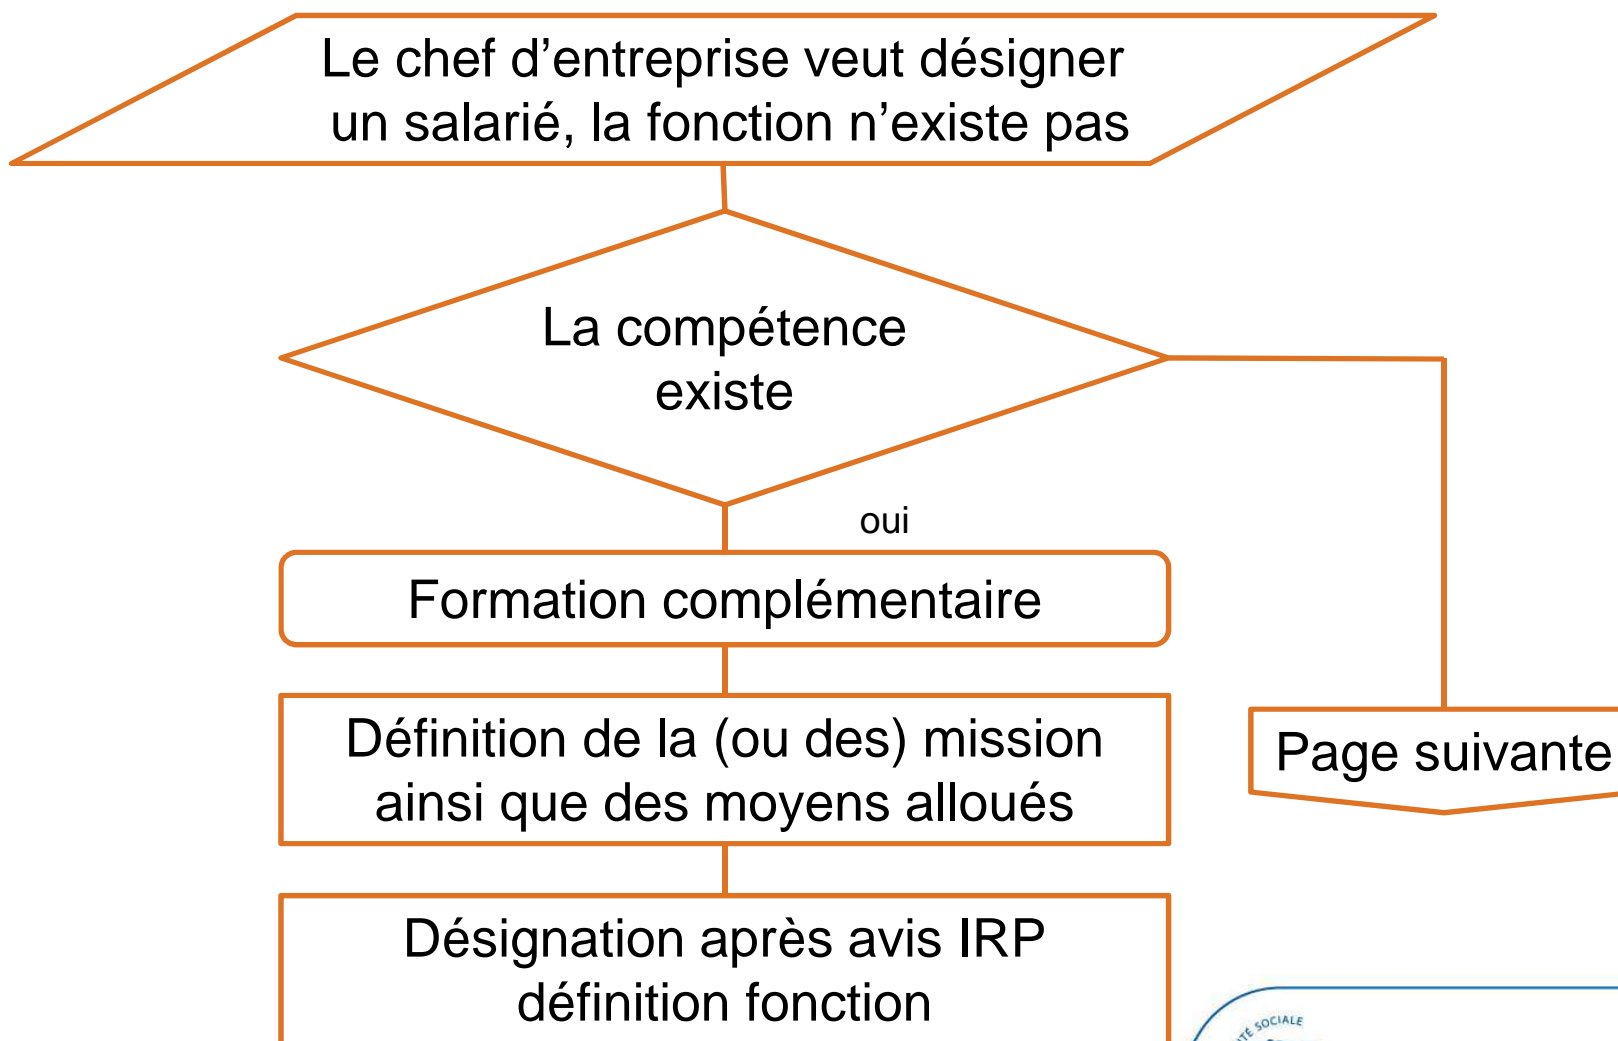 Le chef d’entreprise veut désigner
un salarié, la fonction n’existe pas
La compétence
existe
oui
Formation complémentaire
Définition de la (ou des) mission
ainsi que des moyens alloués
Page suivante
Désignation après avis IRP
définition fonction
SOCIALE